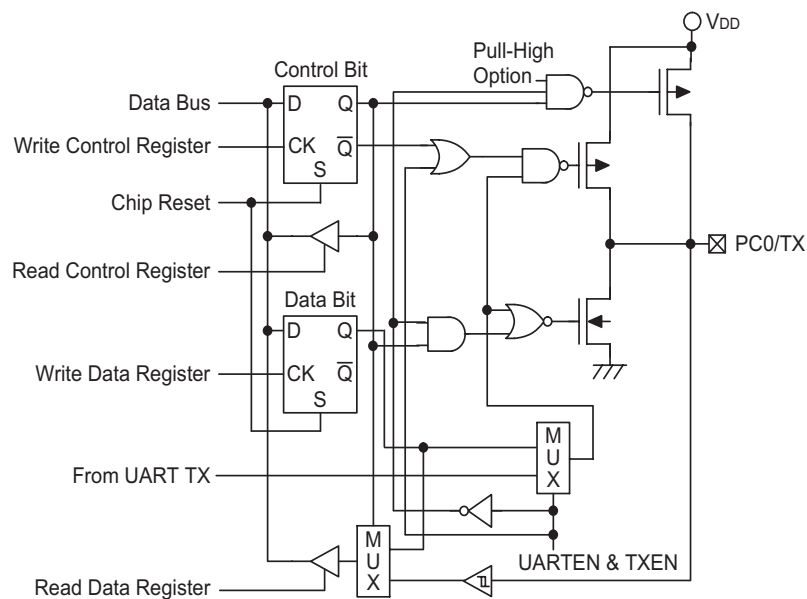 VDD
Pull-High
Option
Control Bit
Data Bus
D
Q
Write Control Register
CK
Q
S
Chip Reset
PC0/TX
Read Control Register
Data Bit
D
Q
Write Data Register
CK
Q
S
M
U
X
From UART TX
M
U
X
UARTEN & TXEN
Read Data Register